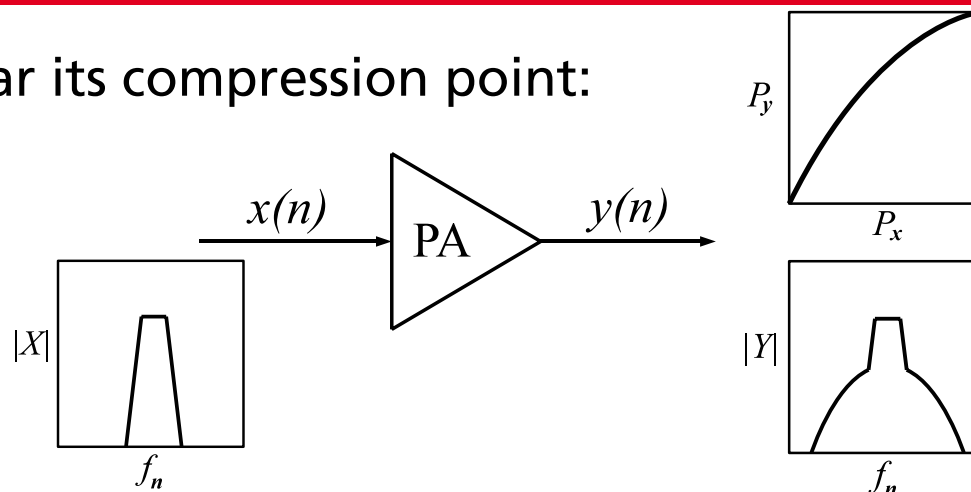 ar its compression point:
P_y
P_x
x(n)
PA
y(n)
|X|
f_n
|Y|
f_n